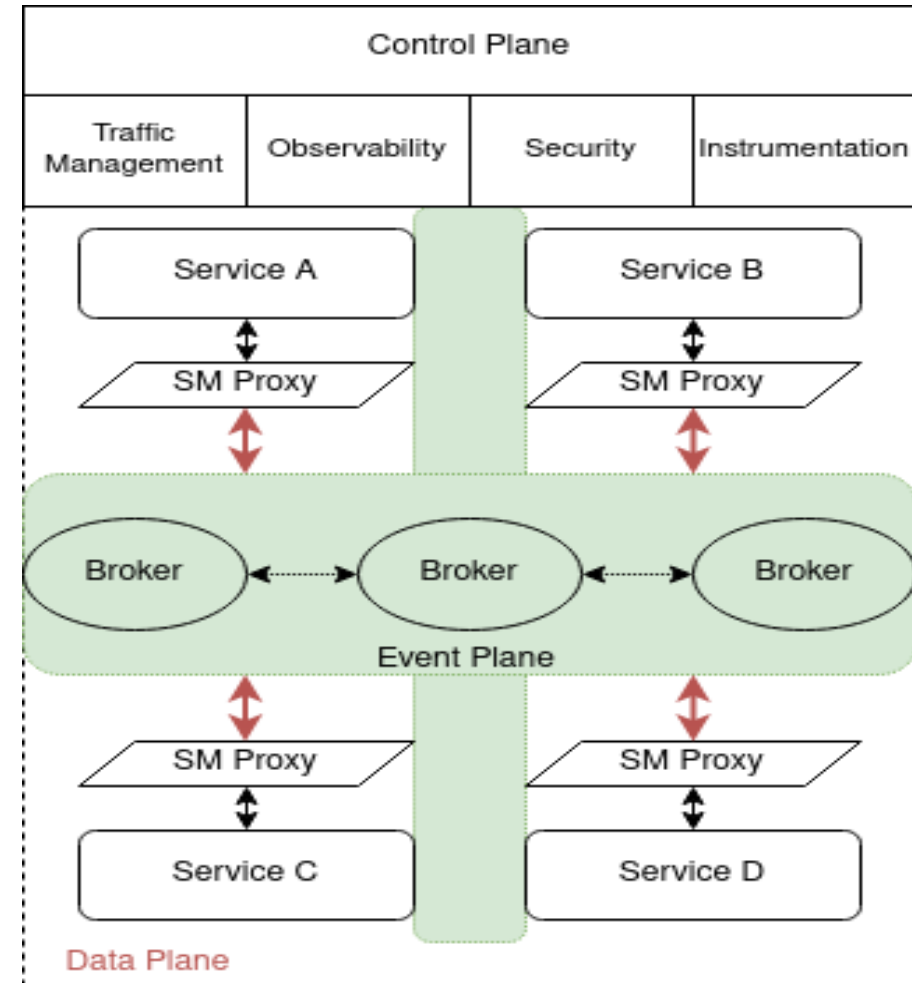 Control Plane
Traffic
Management
Observability
Security
Instrumentation
Service A
Service B
SM Proxy
SM Proxy
Broker
Broker
Broker
Event Plane
SM Proxy
SM Proxy
Service C
Service D
Data Plane